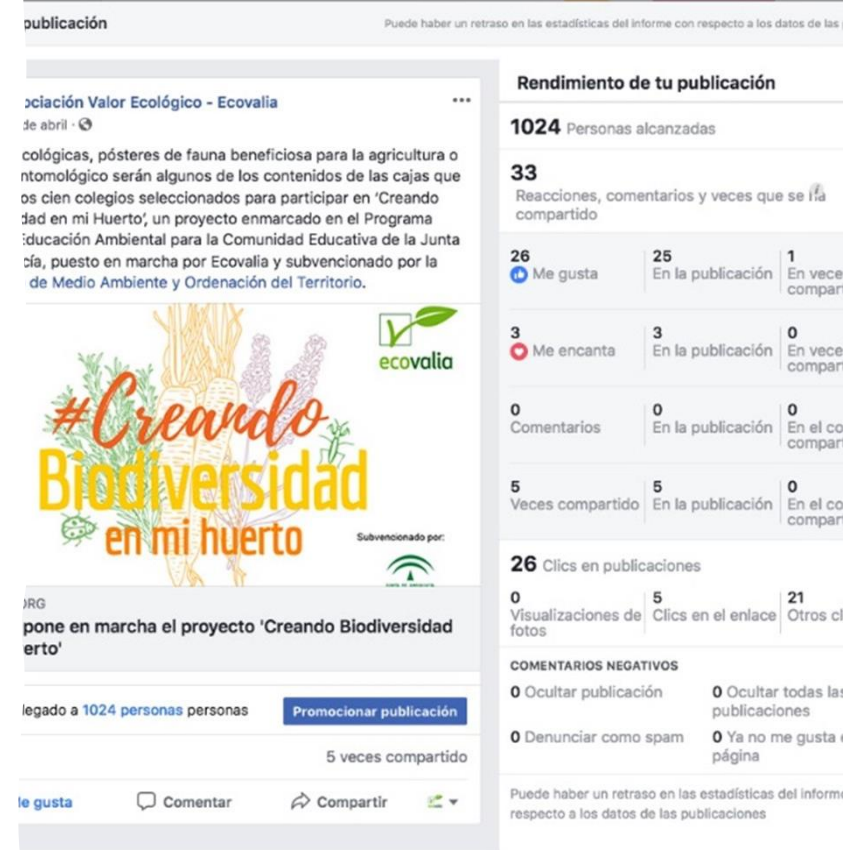 publicación
Puede haber un retraso en las estadísticas del informe con respecto a los datos de las
ociación Valor Ecológico - Ecovalia
de abril ·
cológicas, pósteres de fauna beneficiosa para la agricultura o
ntomológico serán algunos de los contenidos de las cajas que
os cien colegios seleccionados para participar en 'Creando
dad en mi Huerto', un proyecto enmarcado en el Programa
Educación Ambiental para la Comunidad Educativa de la Junta
cía, puesto en marcha por Ecovalia y subvencionado por la
de Medio Ambiente y Ordenación del Territorio.
ecovalia
#Creando
Biodiversidad
en mi huerto
Subvencionado por:
JUNTA DE ANDALUCIA
ORG
pone en marcha el proyecto 'Creando Biodiversidad
erto'
legado a 1024 personas personas
Promocionar publicación
5 veces compartido
e gusta
Comentar
Compartir
Rendimiento de tu publicación
1024 Personas alcanzadas
33
Reacciones, comentarios y veces que se ha
compartido
26
Me gusta
25
En la publicación
1
En vece
compart
3
Me encanta
3
En la publicación
0
En vece
compart
0
Comentarios
0
En la publicación
0
En el co
compart
5
Veces compartido
5
En la publicación
0
En el co
compart
26 Clics en publicaciones
0
Visualizaciones de
fotos
5
Clics en el enlace
21
Otros cl
COMENTARIOS NEGATIVOS
0 Ocultar publicación
0 Ocultar todas las
publicaciones
0 Denunciar como spam
0 Ya no me gusta e
página
Puede haber un retraso en las estadísticas del informe
respecto a los datos de las publicaciones